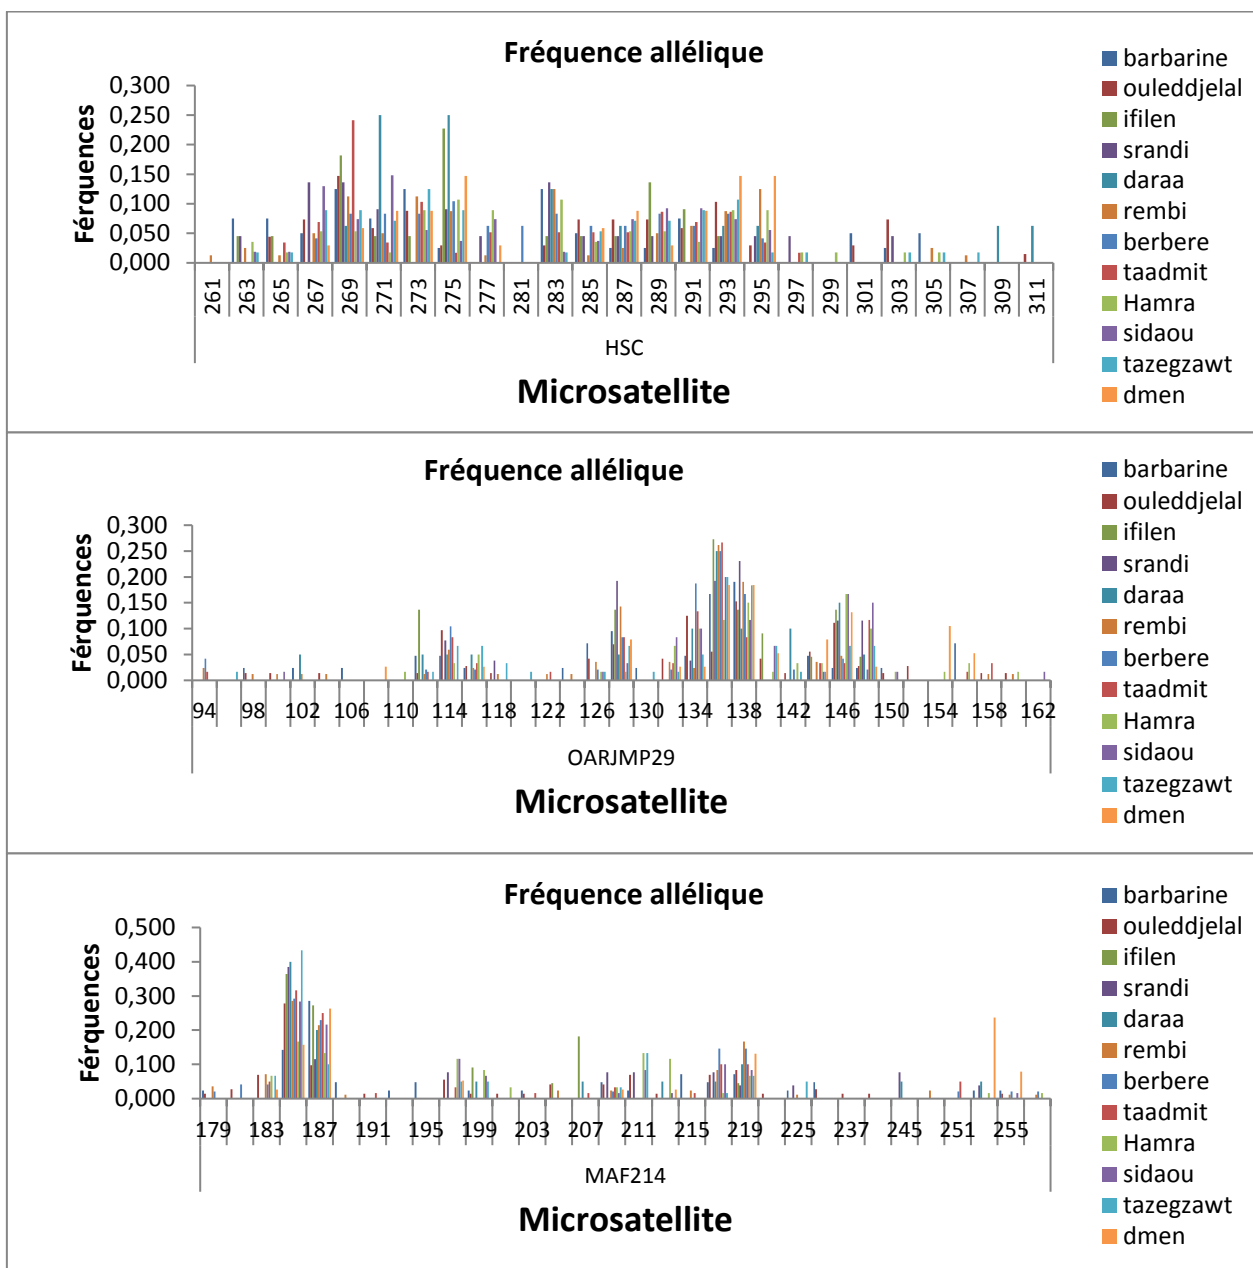 Fréquence allélique
Férquences
0,300
0,250
0,200
0,150
0,100
0,050
0,000
261 263 265 267 269 271 273 275 277 281 283 285 287 289 291 293 295 297 299 301 303 305 307 309 311
HSC
Microsatellite
barbarine
ouleddjelal
ifilen
srandi
daraa
rembi
berbere
taadmit
Hamra
sidaou
tazegzawt
dmen
Fréquence allélique
Férquences
0,300
0,250
0,200
0,150
0,100
0,050
0,000
94 98 102 106 110 114 118 122 126 130 134 138 142 146 150 154 158 162
OARJMP29
Microsatellite
barbarine
ouleddjelal
ifilen
srandi
daraa
rembi
berbere
taadmit
Hamra
sidaou
tazegzawt
dmen
Fréquence allélique
Férquences
0,500
0,400
0,300
0,200
0,100
0,000
179 183 187 191 195 199 203 207 211 215 219 225 237 245 251 255
MAF214
Microsatellite
barbarine
ouleddjelal
ifilen
srandi
daraa
rembi
berbere
taadmit
Hamra
sidaou
tazegzawt
dmen